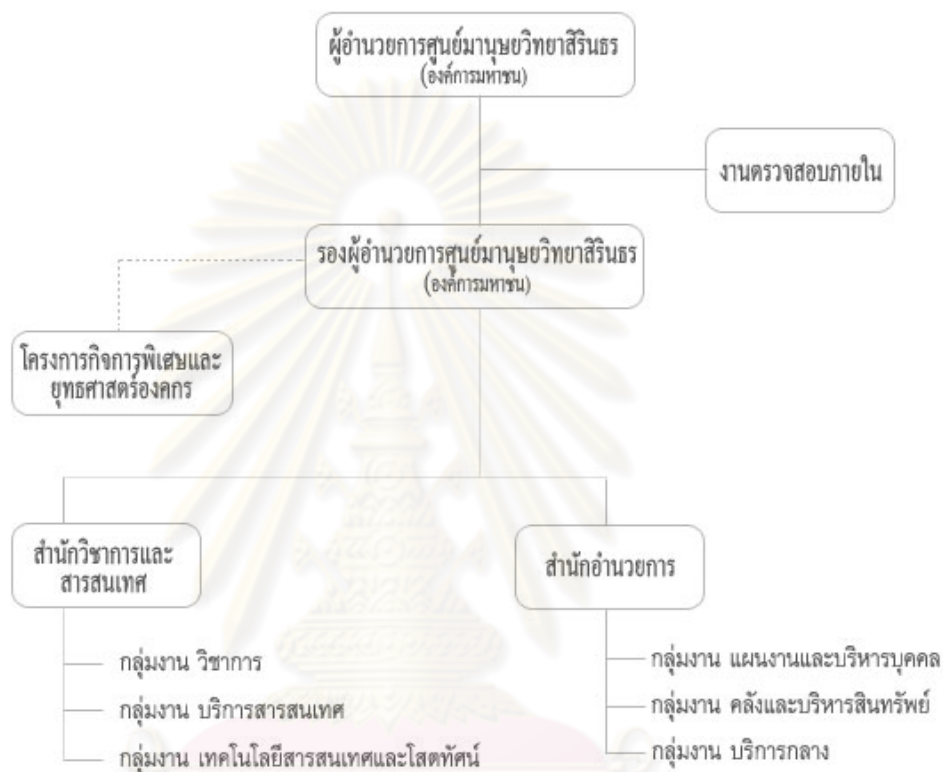 ผู้อำนวยการศูนย์มานุษยวิทยาสิรินธร
(องค์การมหาชน)
งานตรวจสอบภายใน
รองผู้อำนวยการศูนย์มานุษยวิทยาสิรินธร
(องค์การมหาชน)
โครงการกิจการพิเศษและ
ยุทธศาสตร์องคกร
สำนักวิชาการและ
สารสนเทศ
กลุ่มงาน วิชาการ
กลุ่มงาน บริการสารสนเทศ
กลุ่มงาน เทคโนโลยีสารสนเทศและโสตทัศน์
สำนักอำนวยการ
กลุ่มงาน แผนงานและบริหารบุคคล
กลุ่มงาน คลังและบริหารสินทรัพย์
กลุ่มงาน บริการกลาง